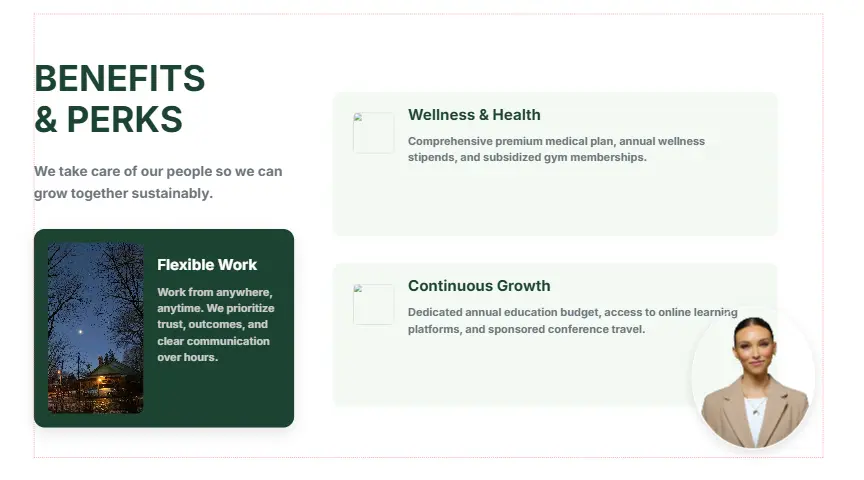 BENEFITS
& PERKS
We take care of our people so we can
grow together sustainably.
Flexible Work
Work from anywhere,
anytime. We prioritize
trust, outcomes, and
clear communication
over hours.
Wellness & Health
Comprehensive premium medical plan, annual wellness
stipends, and subsidized gym memberships.
Continuous Growth
Dedicated annual education budget, access to online learning
platforms, and sponsored conference travel.